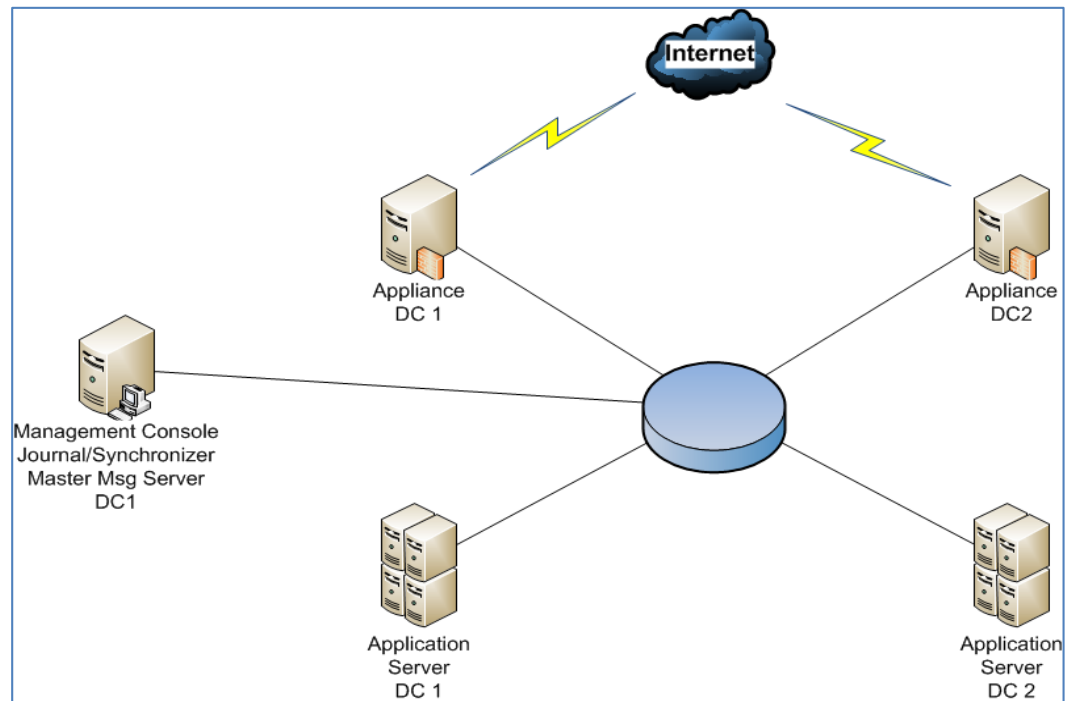 Internet
Appliance
DC 1
Appliance
DC2
Management Console
Journal/Synchronizer
Master Msg Server
DC1
Application
Server
DC 1
Application
Server
DC 2